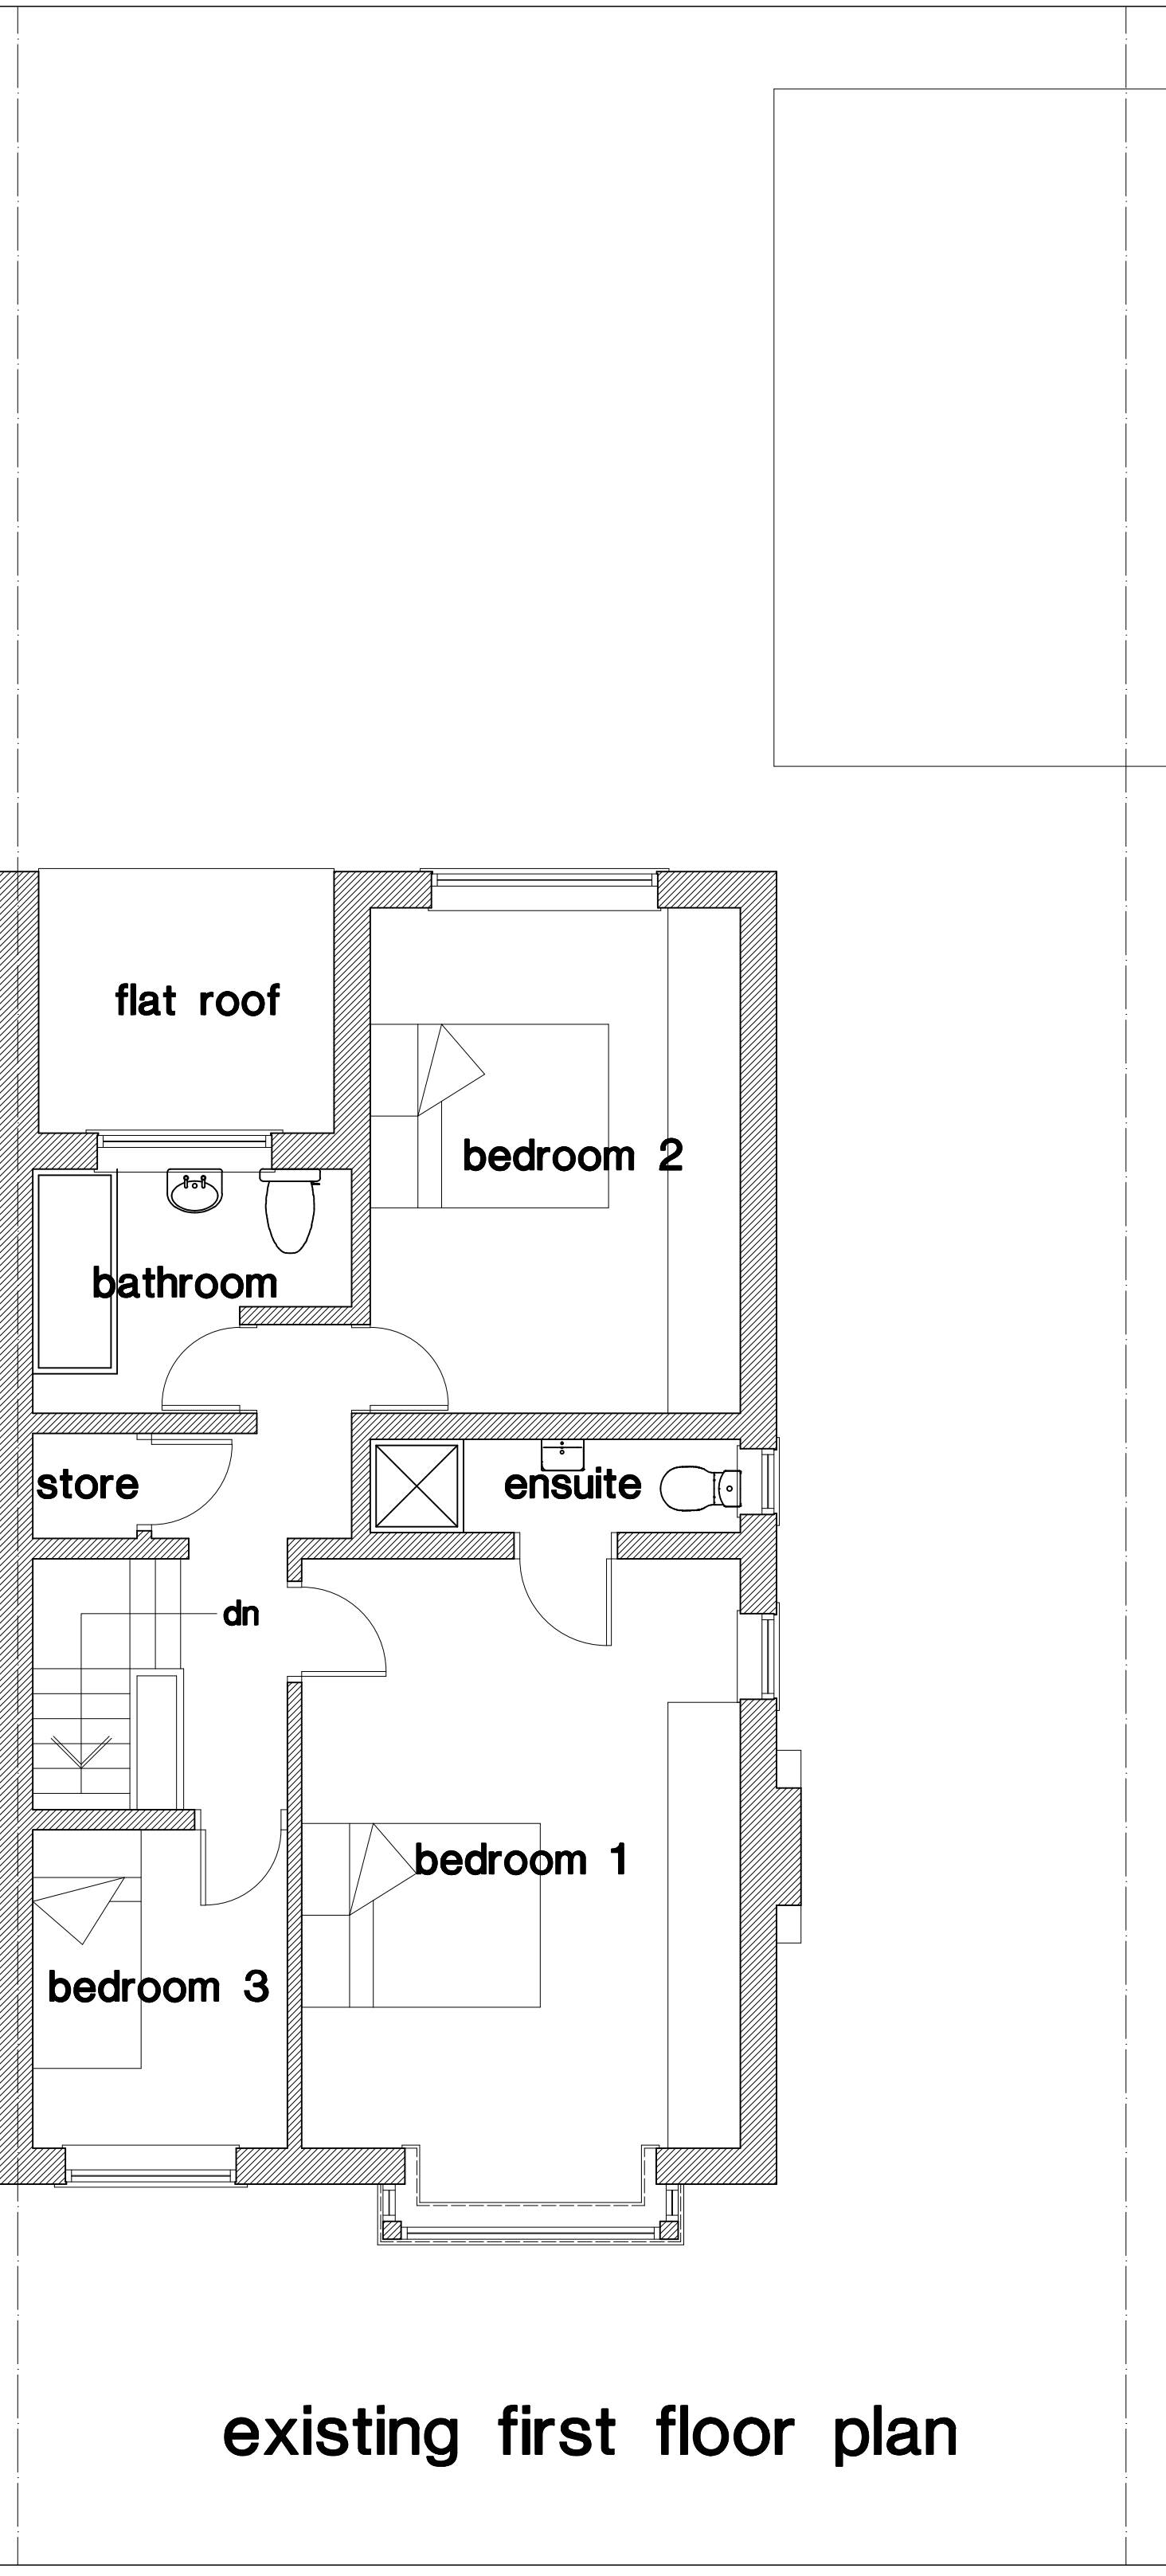 flat roof
bedroom 2
bathroom
store
ensuite
dn
bedroom 1
bedroom 3
existing first floor plan